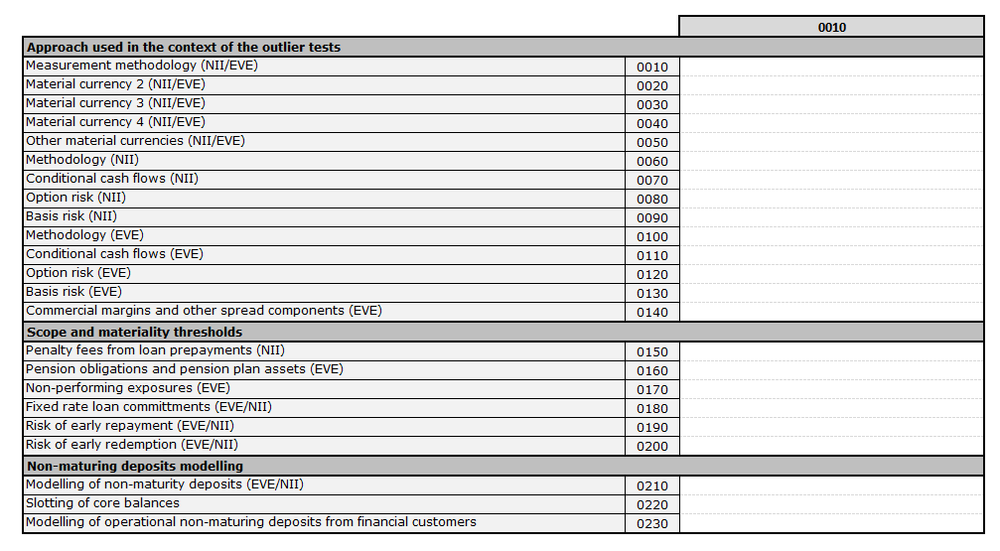 0010
Approach used in the context of the outlier tests
Measurement methodology (NII/EVE) 0010
Material currency 2 (NII/EVE) 0020
Material currency 3 (NII/EVE) 0030
Material currency 4 (NII/EVE) 0040
Other material currencies (NII/EVE) 0050
Methodology (NII) 0060
Conditional cash flows (NII) 0070
Option risk (NII) 0080
Basis risk (NII) 0090
Methodology (EVE) 0100
Conditional cash flows (EVE) 0110
Option risk (EVE) 0120
Basis risk (EVE) 0130
Commercial margins and other spread components (EVE) 0140
Scope and materiality thresholds
Penalty fees from loan prepayments (NII) 0150
Pension obligations and pension plan assets (EVE) 0160
Non-performing exposures (EVE) 0170
Fixed rate loan committments (EVE/NII) 0180
Risk of early repayment (EVE/NII) 0190
Risk of early redemption (EVE/NII) 0200
Non-maturing deposits modelling
Modelling of non-maturity deposits (EVE/NII) 0210
Slotting of core balances 0220
Modelling of operational non-maturing deposits from financial customers 0230